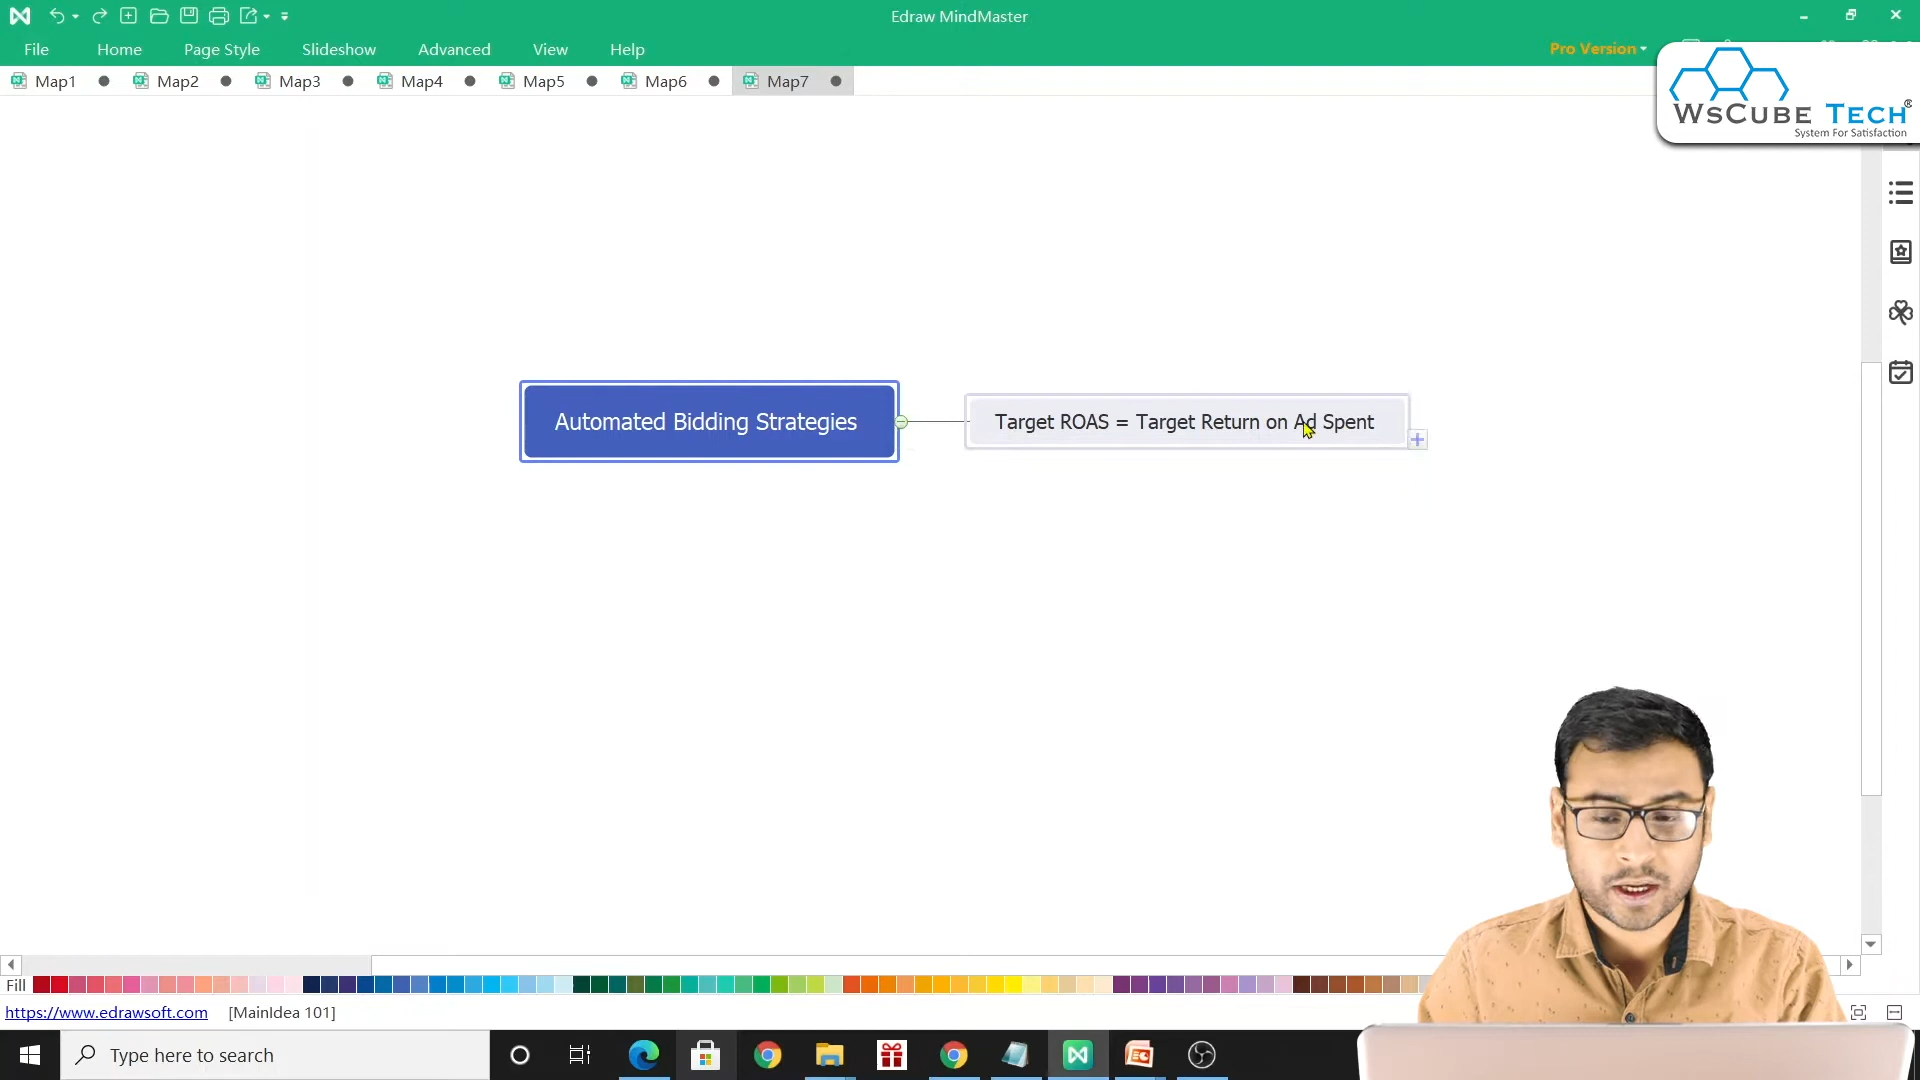 Edraw MindMaster
File Home Page Style Slideshow Advanced View Help
Pro Version
Map1 Map2 Map3 Map4 Map5 Map6 Map7
WsCube Tech®
System For Satisfaction
Automated Bidding Strategies
Target ROAS = Target Return on Ad Spent
Fill
https://www.edrawsoft.com [MainIdea 101]
Type here to search